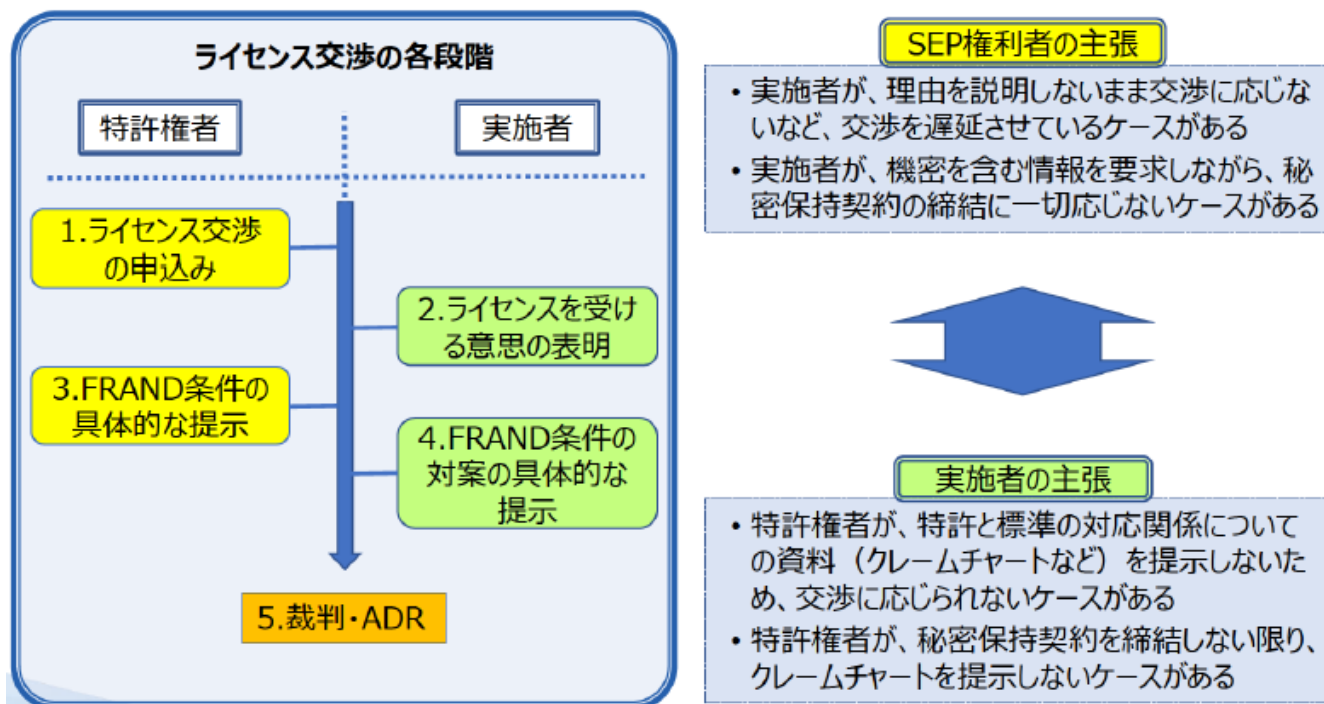 ライセンス交渉の各段階
特許権者
実施者
1.ライセンス交渉
の申込み
2.ライセンスを受け
る意思の表明
3.FRAND条件の
具体的な提示
4.FRAND条件の
対案の具体的な
提示
5.裁判・ADR
SEP権利者の主張
・実施者が、理由を説明しないまま交渉に応じな
いなど、交渉を遅延させているケースがある
・実施者が、機密を含む情報を要求しながら、秘
密保持契約の締結に一切応じないケースがある
実施者の主張
・特許権者が、特許と標準の対応関係について
の資料（クレームチャートなど）を提示しないた
め、交渉に応じられないケースがある
・特許権者が、秘密保持契約を締結しない限り、
クレームチャートを提示しないケースがある